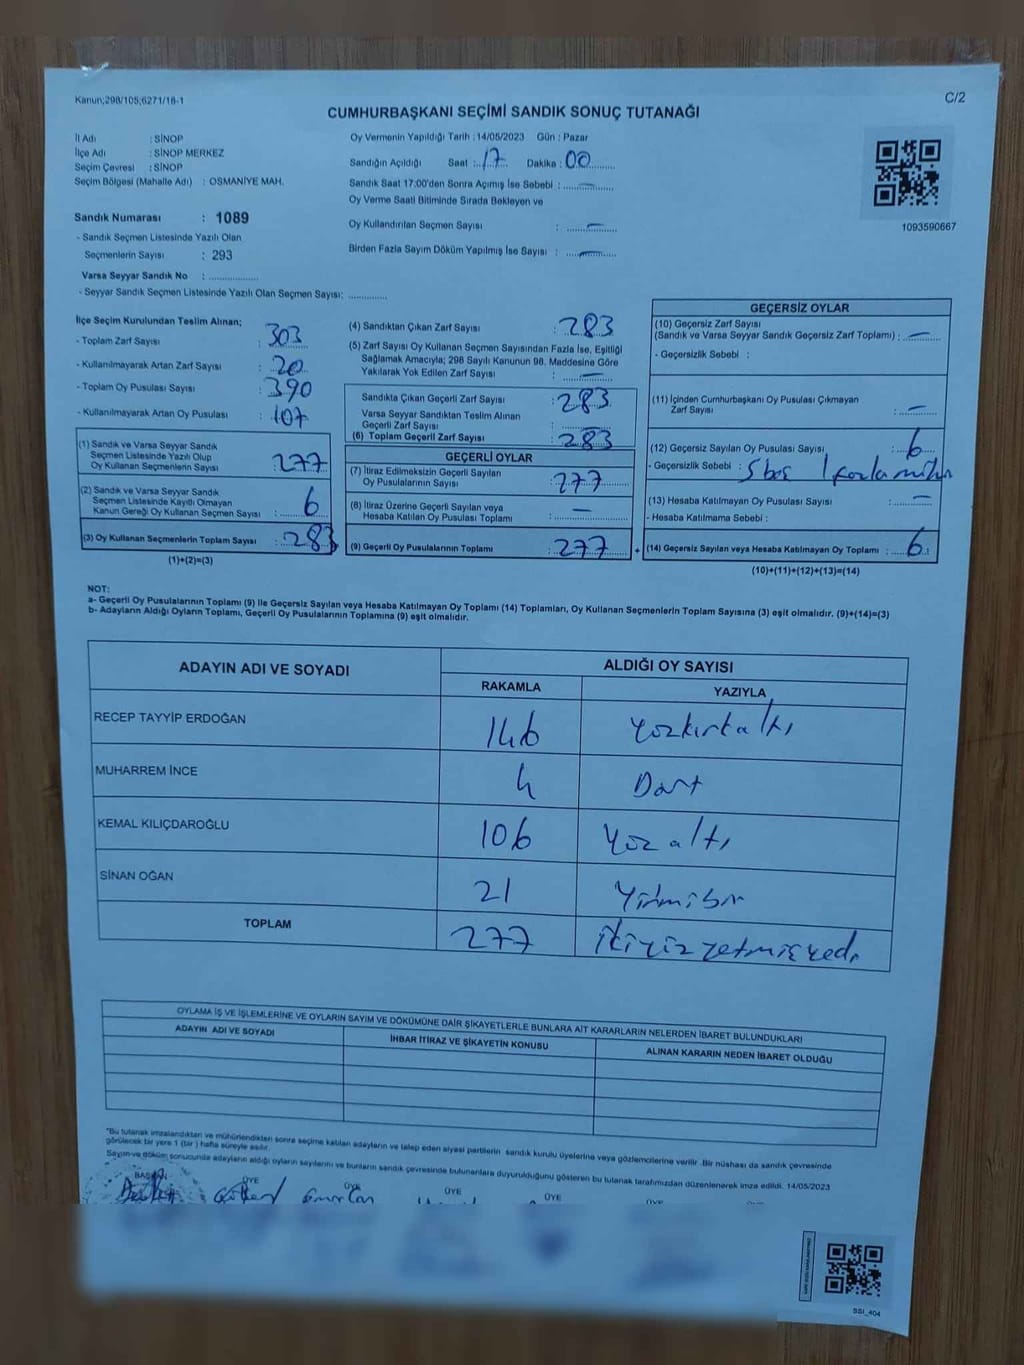 Kanun;298/105;6271/18-1
C/2
CUMHURBAŞKANI SEÇİMİ SANDIK SONUÇ TUTANAĞI
İl Adı : SİNOP
İlçe Adı : SİNOP MERKEZ
Seçim Çevresi : SİNOP
Seçim Bölgesi (Mahalle Adı) : OSMANİYE MAH.
Sandık Numarası : 1089
- Sandık Seçmen Listesinde Yazılı Olan
Seçmenlerin Sayısı : 293
Varsa Seyyar Sandık No : ................
- Seyyar Sandık Seçmen Listesinde Yazılı Olan Seçmen Sayısı: .............
Oy Vermenin Yapıldığı Tarih : 14/05/2023 Gün : Pazar
Sandığın Açıldığı Saat : 17 Dakika : 00
Sandık Saat 17:00'den Sonra Açımış İse Sebebi : —
Oy Verme Saati Bitiminde Sırada Bekleyen ve
Oy Kullandırılan Seçmen Sayısı : —
Birden Fazla Sayım Döküm Yapılmış İse Sayısı : —
1093590667
İlçe Seçim Kurulundan Teslim Alınan;
- Toplam Zarf Sayısı : 303
- Kullanılmayarak Artan Zarf Sayısı : 20
- Toplam Oy Pusulası Sayısı : 390
- Kullanılmayarak Artan Oy Pusulası : 107
(1) Sandık ve Varsa Seyyar Sandık
Seçmen Listesinde Yazılı Olup
Oy Kullanan Seçmenlerin Sayısı : 277
(2) Sandık ve Varsa Seyyar Sandık
Seçmen Listesinde Kayıtlı Olmayan
Kanun Gereği Oy Kullanan Seçmen Sayısı : 6
(3) Oy Kullanan Seçmenlerin Toplam Sayısı : 283
(1)+(2)=(3)
(4) Sandıktan Çıkan Zarf Sayısı : 283
(5) Zarf Sayısı Oy Kullanan Seçmen Sayısından Fazla İse, Eşitliği
Sağlamak Amacıyla; 298 Sayılı Kanunun 98. Maddesine Göre
Yakılarak Yok Edilen Zarf Sayısı : —
Sandıkta Çıkan Geçerli Zarf Sayısı : 283
Varsa Seyyar Sandıktan Teslim Alınan
Geçerli Zarf Sayısı :
(6) Toplam Geçerli Zarf Sayısı : 283
GEÇERLİ OYLAR
(7) İtiraz Edilmeksizin Geçerli Sayılan
Oy Pusulalarının Sayısı : 277
(8) İtiraz Üzerine Geçerli Sayılan veya
Hesaba Katılan Oy Pusulası Toplamı : —
(9) Geçerli Oy Pusulalarının Toplamı : 277 +
GEÇERSİZ OYLAR
(10) Geçersiz Zarf Sayısı
(Sandık ve Varsa Seyyar Sandık Geçersiz Zarf Toplamı) : —
- Geçersizlik Sebebi :
(11) İçinden Cumhurbaşkanı Oy Pusulası Çıkmayan
Zarf Sayısı : —
(12) Geçersiz Sayılan Oy Pusulası Sayısı : 6
- Geçersizlik Sebebi : 5 boş 1 fazla mühür
(13) Hesaba Katılmayan Oy Pusulası Sayısı : —
- Hesaba Katılmama Sebebi :
(14) Geçersiz Sayılan veya Hesaba Katılmayan Oy Toplamı : 6
(10)+(11)+(12)+(13)=(14)
NOT:
a- Geçerli Oy Pusulalarının Toplamı (9) ile Geçersiz Sayılan veya Hesaba Katılmayan Oy Toplamı (14) Toplamları, Oy Kullanan Seçmenlerin Toplam Sayısına (3) eşit olmalıdır. (9)+(14)=(3)
b- Adayların Aldığı Oyların Toplamı, Geçerli Oy Pusulalarının Toplamına (9) eşit olmalıdır.
ADAYIN ADI VE SOYADI
ALDIĞI OY SAYISI
RAKAMLA YAZIYLA
RECEP TAYYİP ERDOĞAN 146 Yüzkırkaltı
MUHARREM İNCE 4 Dört
KEMAL KILIÇDAROĞLU 106 Yüz altı
SİNAN OĞAN 21 Yirmibir
TOPLAM 277 İkiyüz yetmiş yedi
OYLAMA İŞ VE İŞLEMLERİNE VE OYLARIN SAYIM VE DÖKÜMÜNE DAİR ŞİKAYETLERLE BUNLARA AİT KARARLARIN NELERDEN İBARET BULUNDUKLARI
ADAYIN ADI VE SOYADI
İHBAR İTİRAZ VE ŞİKAYETİN KONUSU
ALINAN KARARIN NEDEN İBARET OLDUĞU
*Bu tutanak imzalandıktan ve mühürlendikten sonra seçime katılan adayların ve talep eden siyasi partilerin sandık kurulu üyelerine veya gözlemcilerine verilir. Bir nüshası da sandık çevresinde
görülecek bir yere 1 (bir) hafta süreyle asılır.
Sayım ve döküm sonucunda adayların aldığı oyların sayılarını ve bunların sandık çevresinde bulunanlara duyurulduğunu gösteren bu tutanak tarafımızdan düzenlenerek imza edildi. 14/05/2023
BAŞKAN ÜYE ÜYE ÜYE ÜYE ÜYE
SSI_404